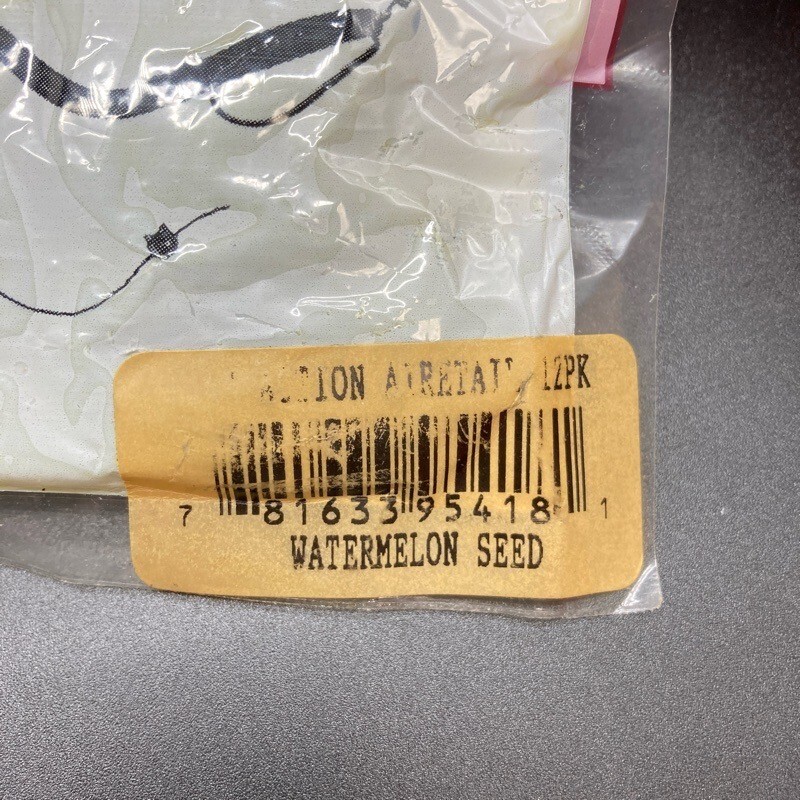 AIRETAIL 12PK
7 81633 95418 1
WATERMELON SEED